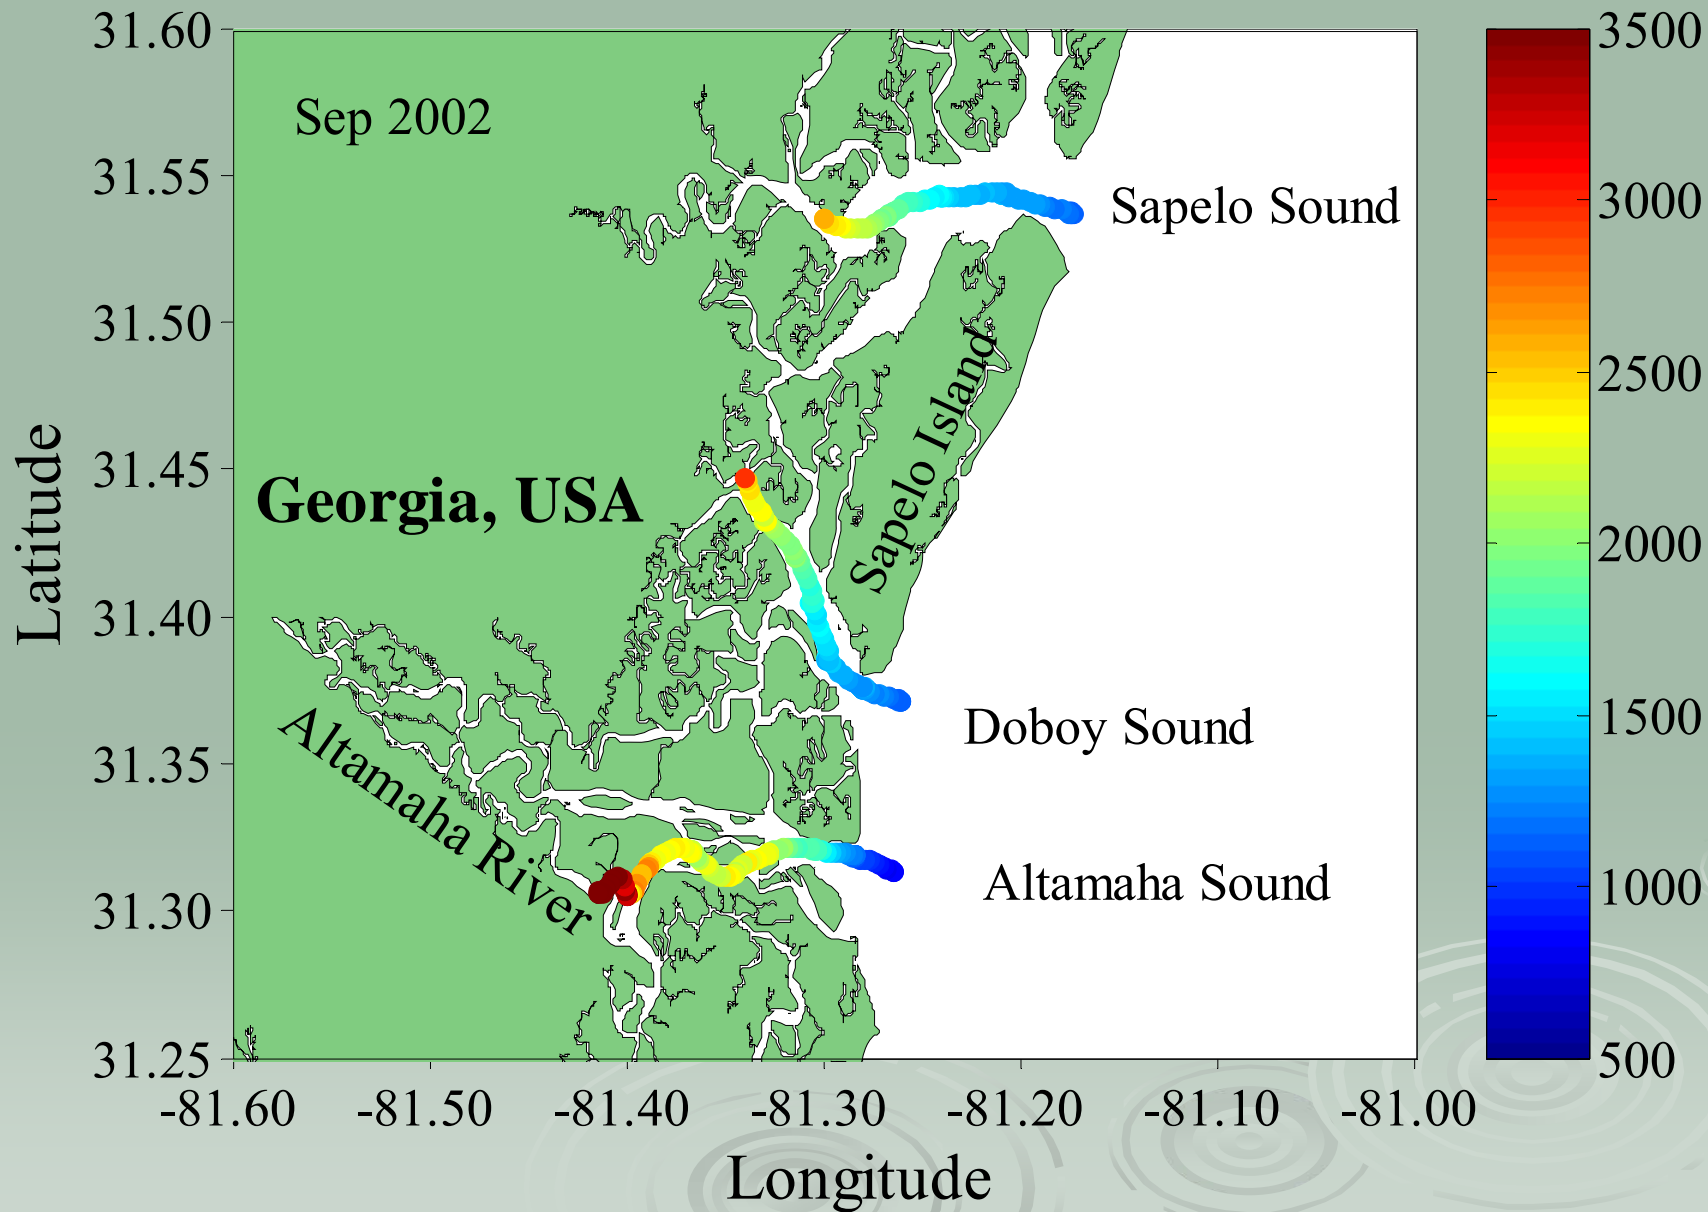 31.60
31.55
31.50
31.45
31.40
31.35
31.30
31.25
Latitude
-81.60
-81.50
-81.40
-81.30
-81.20
-81.10
-81.00
Longitude
Sep 2002
Georgia, USA
Sapelo Sound
Sapelo Island
Doboy Sound
Altamaha River
Altamaha Sound
3500
3000
2500
2000
1500
1000
500